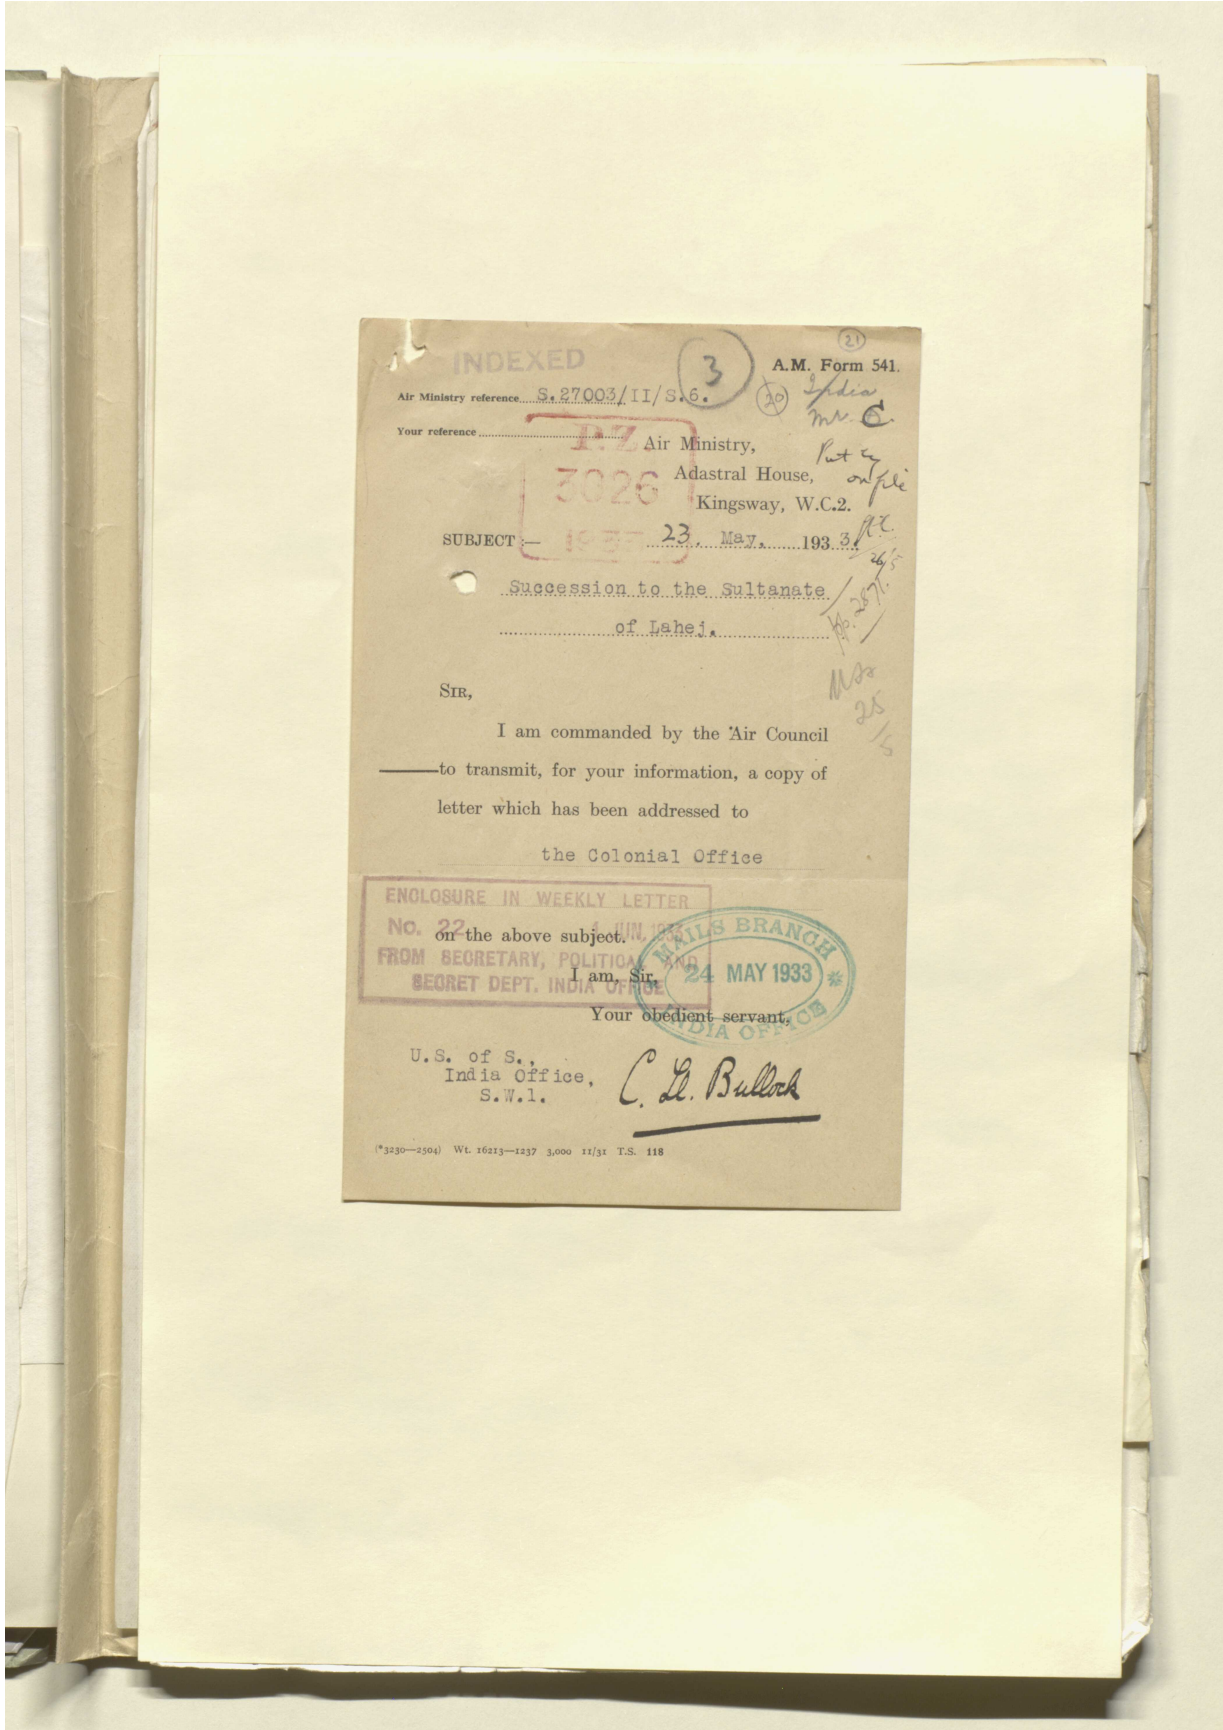 INDEXED
3
21
A.M. Form 541.
Air Ministry reference S.27003/II/S.6.
20
India
Mr. C.
Your reference
P.Z.
3026
1933
Air Ministry,
Adastral House,
Kingsway, W.C.2.
Put by
on file
SUBJECT :— 23. May. 1933.
26/5
Succession to the Sultanate
of Lahej.
25/5
SIR,
I am commanded by the Air Council
to transmit, for your information, a copy of
letter which has been addressed to
the Colonial Office
ENCLOSURE IN WEEKLY LETTER
No. 22 1 JUN. 1933
FROM SECRETARY, POLITICAL AND
SECRET DEPT. INDIA OFFICE
on the above subject.
MAILS BRANCH
24 MAY 1933
INDIA OFFICE
I am, Sir,
Your obedient servant,
U.S. of S.,
India Office,
S.W.1.
C. Ll. Bullock
(*3230—2504) Wt. 16213—1237 3,000 11/31 T.S. 118